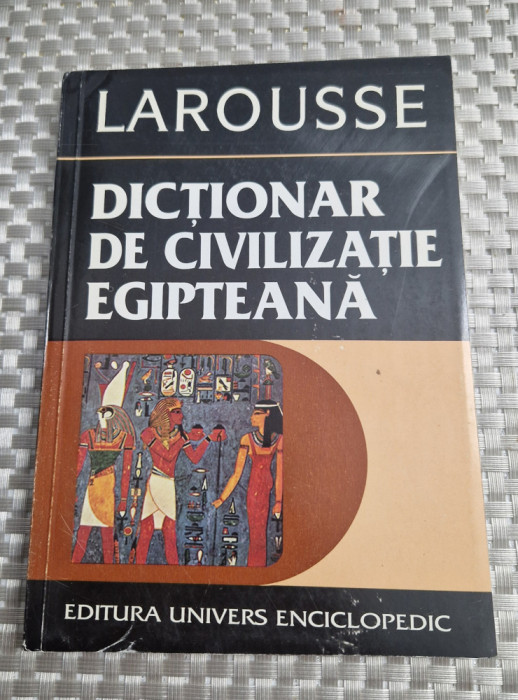 LAROUSSE
DICȚIONAR
DE CIVILIZAȚIE
EGIPTEANĂ
EDITURA UNIVERS ENCICLOPEDIC